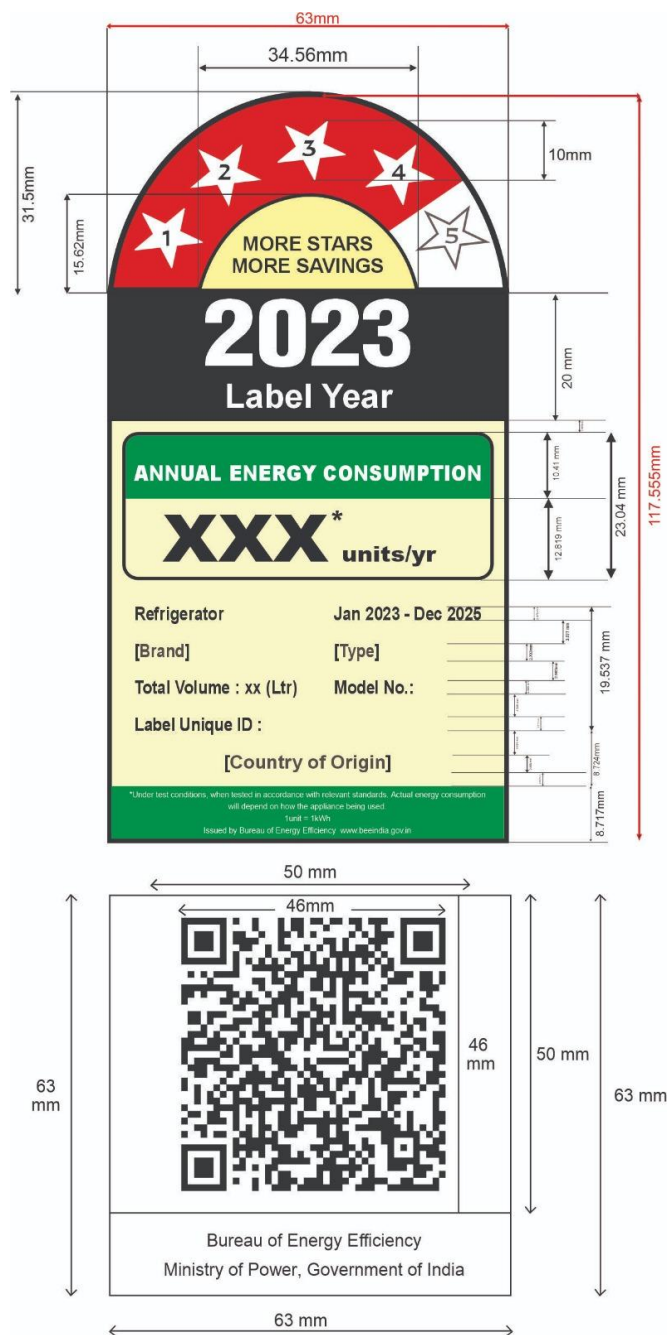 63mm
34.56mm
31.5mm
15.62mm
10mm
1
2
3
4
5
MORE STARS
MORE SAVINGS
2023
Label Year
20 mm
117.555mm
ANNUAL ENERGY CONSUMPTION
10.41 mm
23.04 mm
XXX*
units/yr
12.819 mm
Refrigerator Jan 2023 - Dec 2025
[Brand] [Type]
Total Volume : xx (Ltr) Model No.:
Label Unique ID :
[Country of Origin]
19.537 mm
8.724mm
*Under test conditions, when tested in accordance with relevant standards. Actual energy consumption
will depend on how the appliance being used.
1unit = 1kWh
Issued by Bureau of Energy Efficiency www.beeindia.gov.in
8.717mm
50 mm
46mm
63
mm
46
mm
50 mm
63 mm
Bureau of Energy Efficiency
Ministry of Power, Government of India
63 mm